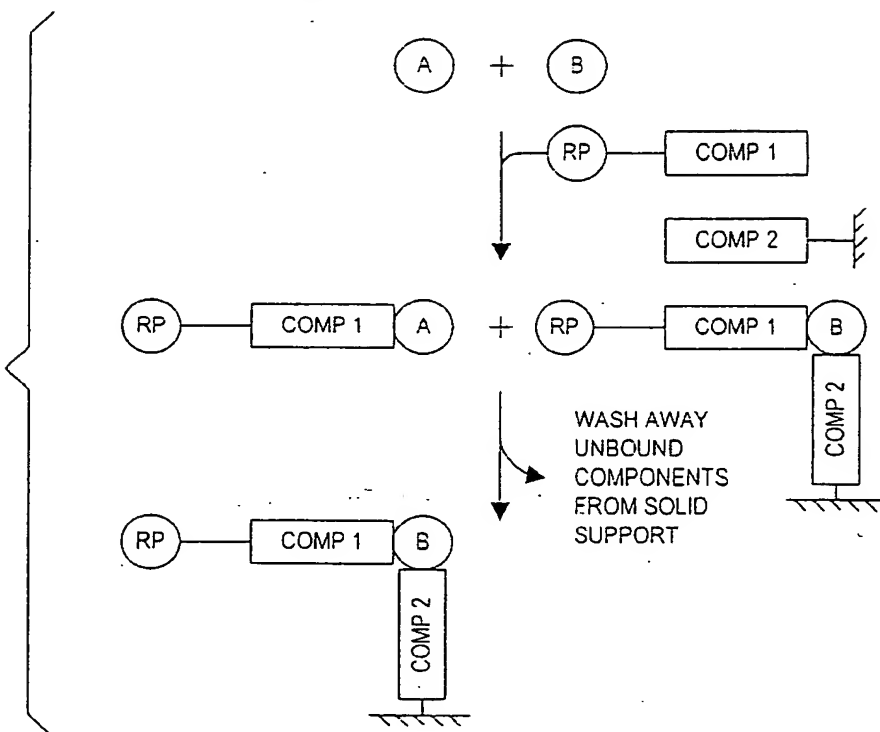 A + B
RP COMP 1
COMP 2
RP COMP 1 A + RP COMP 1 B
COMP 2
WASH AWAY
UNBOUND
COMPONENTS
FROM SOLID
SUPPORT
RP COMP 1 B
COMP 2